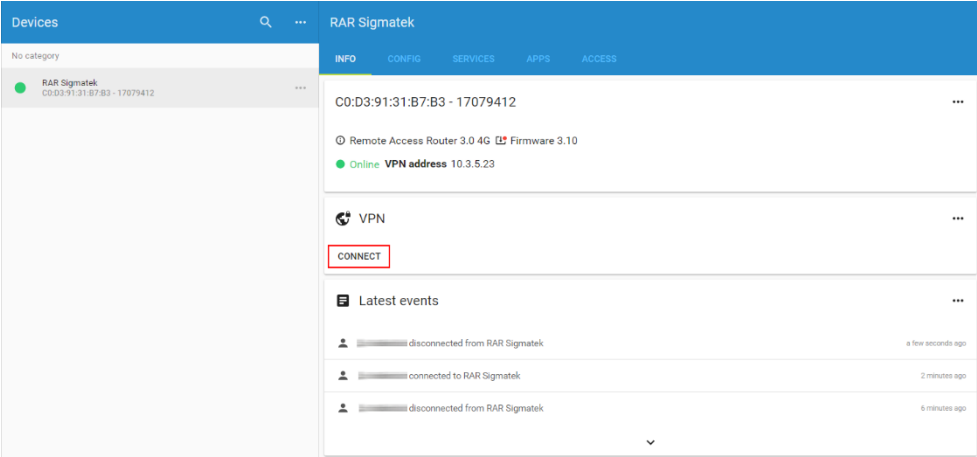 Devices
No category
RAR Sigmatek
C0:D3:91:31:B7:B3 - 17079412
RAR Sigmatek
INFO CONFIG SERVICES APPS ACCESS
C0:D3:91:31:B7:B3 - 17079412
Remote Access Router 3.0 4G Firmware 3.10
Online VPN address 10.3.5.23
VPN
CONNECT
Latest events
disconnected from RAR Sigmatek a few seconds ago
connected to RAR Sigmatek 2 minutes ago
disconnected from RAR Sigmatek 6 minutes ago